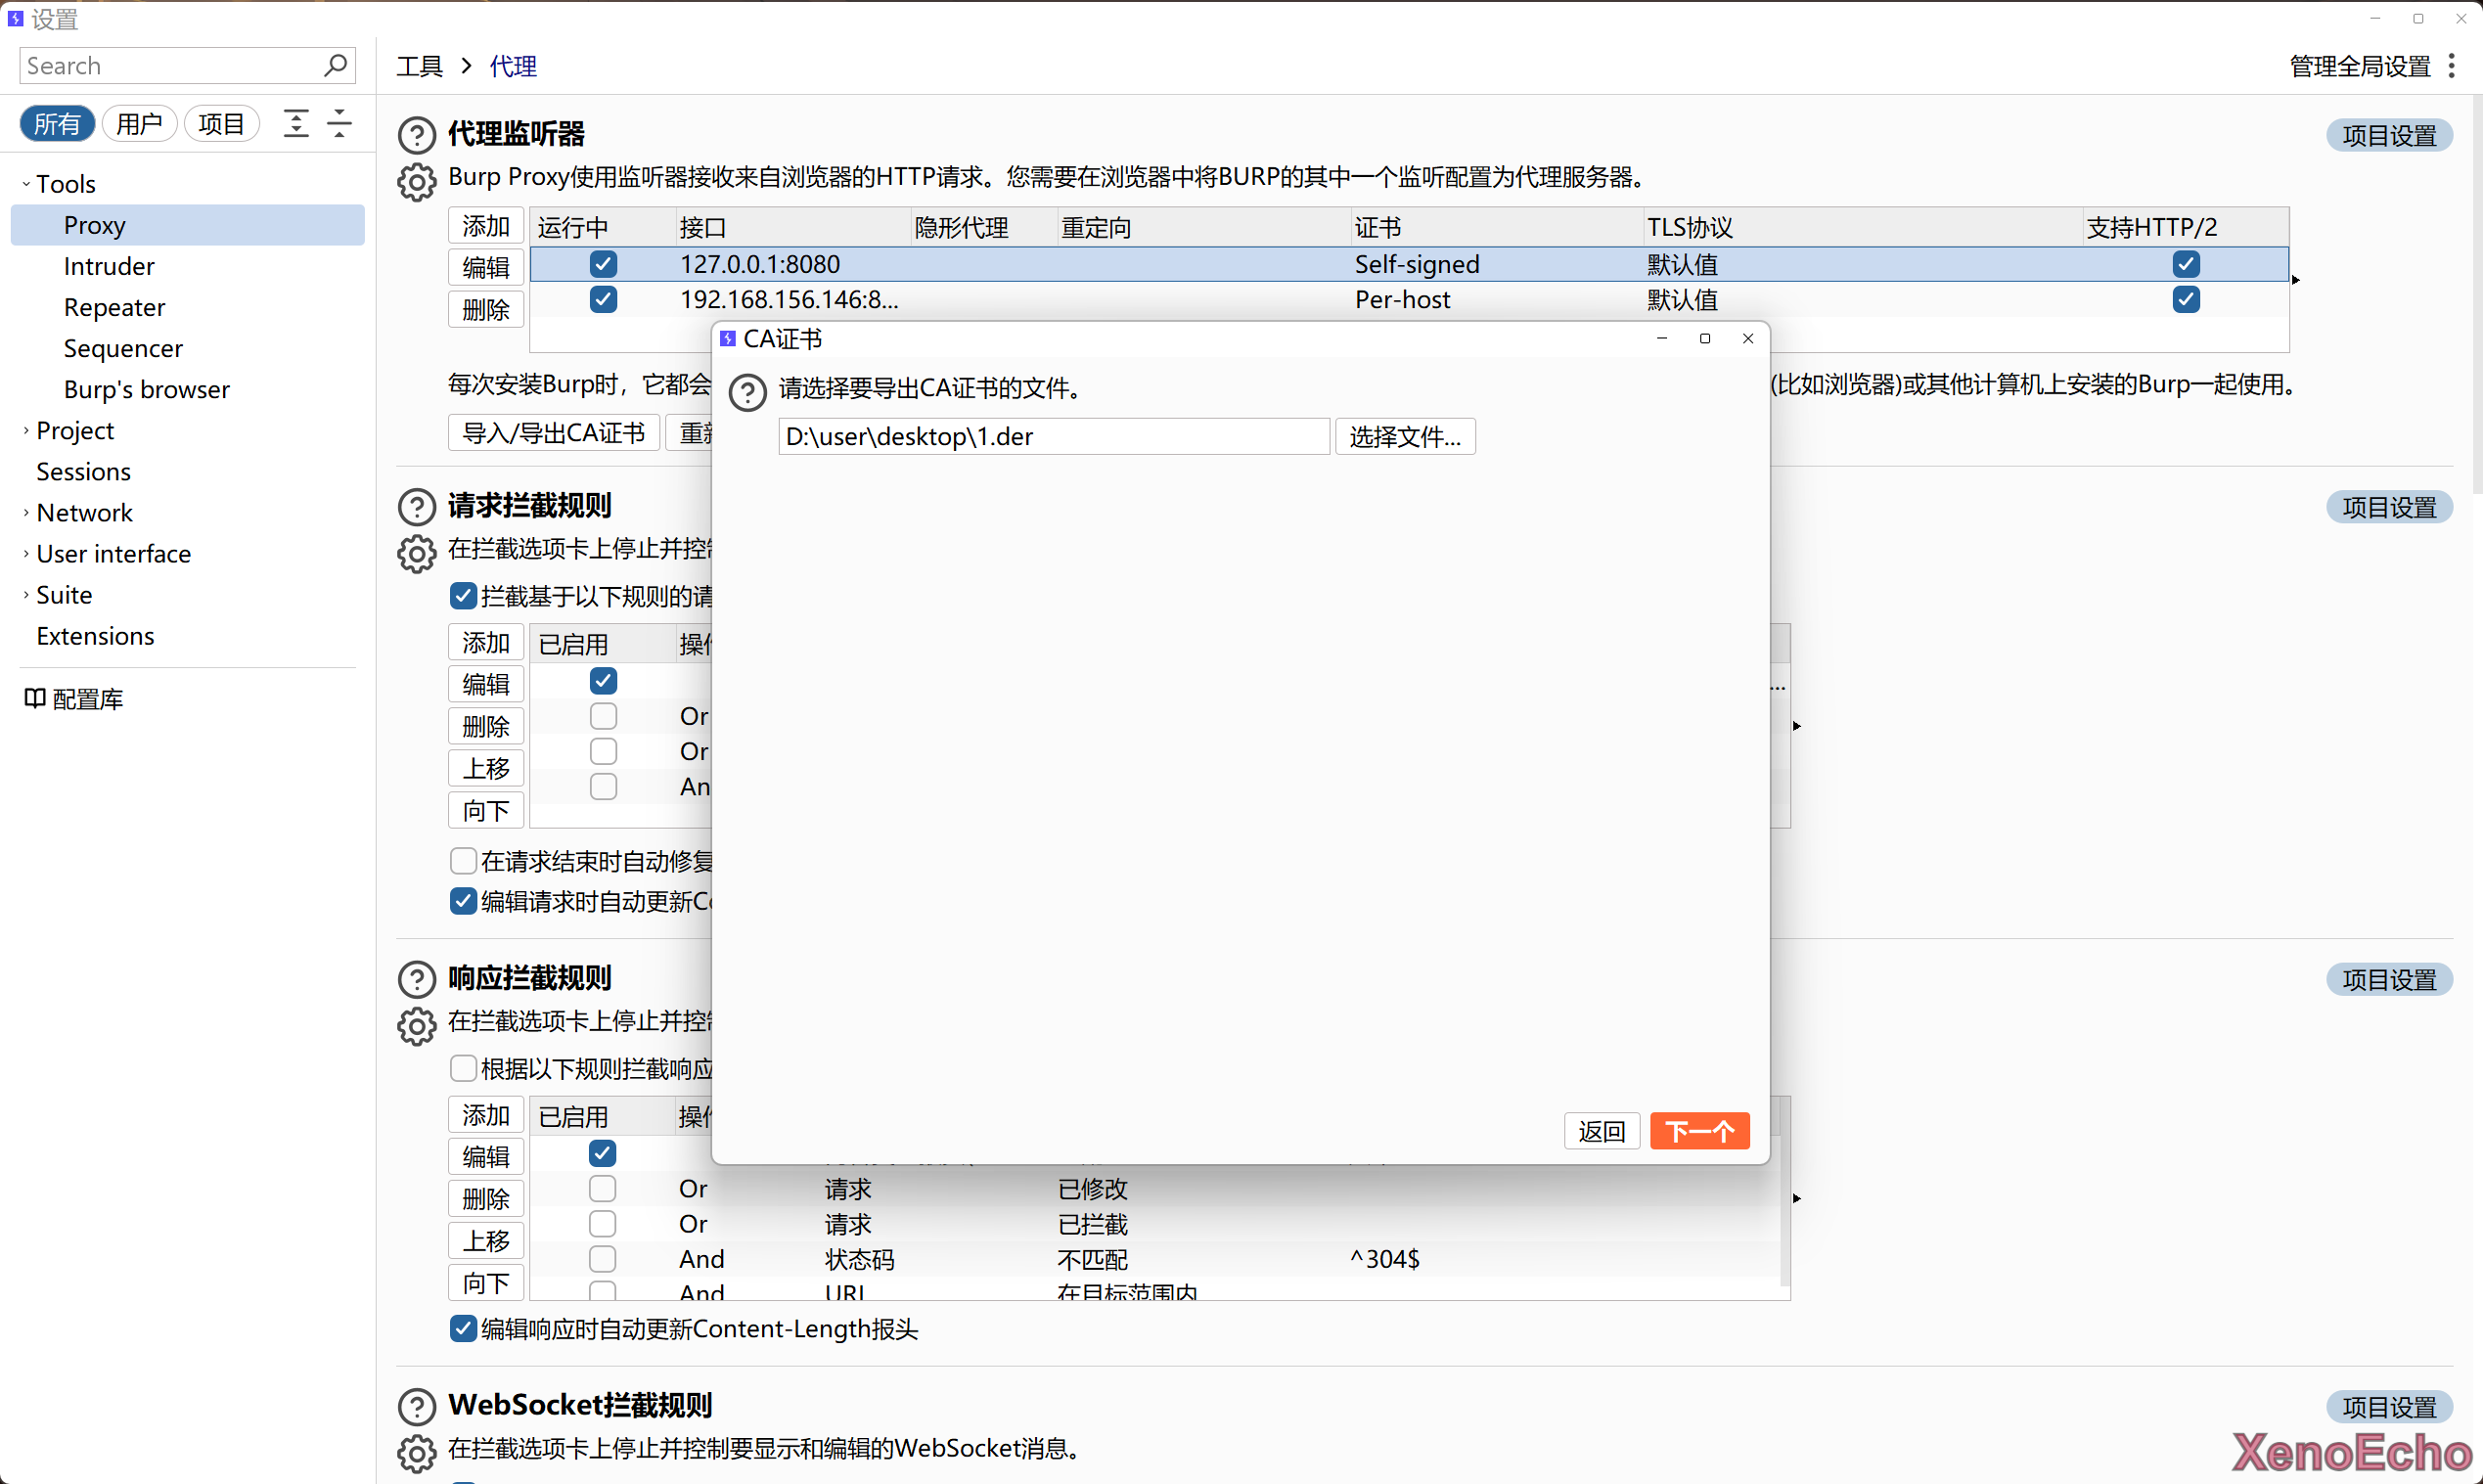 设置
Search
工具 > 代理
管理全局设置
所有 用户 项目
Tools
Proxy
Intruder
Repeater
Sequencer
Burp's browser
Project
Sessions
Network
User interface
Suite
Extensions
配置库
代理监听器
项目设置
Burp Proxy使用监听器接收来自浏览器的HTTP请求。您需要在浏览器中将BURP的其中一个监听配置为代理服务器。
添加 运行中 接口 隐形代理 重定向 证书 TLS协议 支持HTTP/2
编辑 127.0.0.1:8080 Self-signed 默认值
删除 192.168.156.146:8... Per-host 默认值
每次安装Burp时，它都会
(比如浏览器)或其他计算机上安装的Burp一起使用。
导入/导出CA证书
CA证书
请选择要导出CA证书的文件。
D:\user\desktop\1.der
选择文件...
返回 下一个
请求拦截规则
项目设置
在拦截选项卡上停止并控
拦截基于以下规则的请
添加 已启用
编辑 ...
删除 Or
上移 Or
向下 An
在请求结束时自动修复
编辑请求时自动更新
响应拦截规则
项目设置
在拦截选项卡上停止并控
根据以下规则拦截响应
添加 已启用
编辑
删除 Or 请求 已修改
上移 Or 请求 已拦截
向下 And 状态码 不匹配 ^304$
And URL 在目标范围内
编辑响应时自动更新Content-Length报头
WebSocket拦截规则
项目设置
在拦截选项卡上停止并控制要显示和编辑的WebSocket消息。
XenoEcho